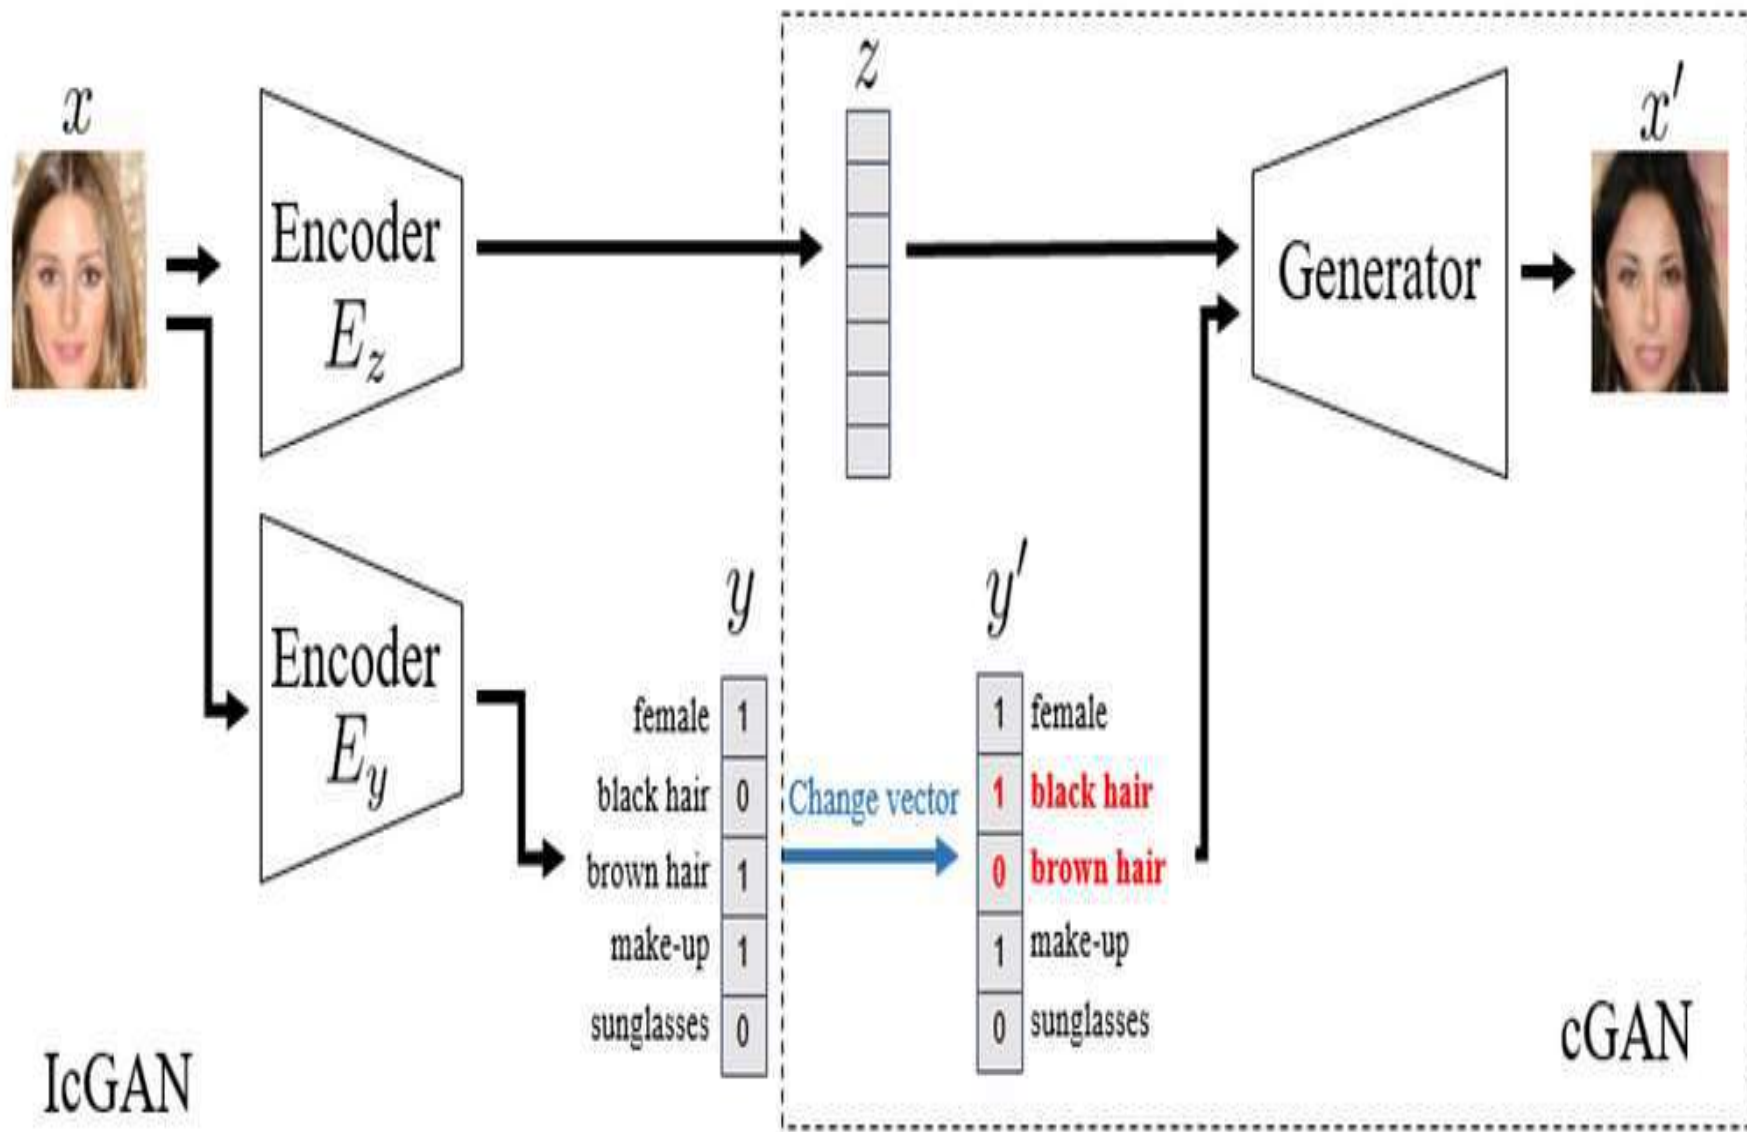 x
Encoder
E_z
z
Generator
x′
Encoder
E_y
y
female 1
black hair 0
brown hair 1
make-up 1
sunglasses 0
Change vector
y′
1 female
1 black hair
0 brown hair
1 make-up
0 sunglasses
IcGAN
cGAN